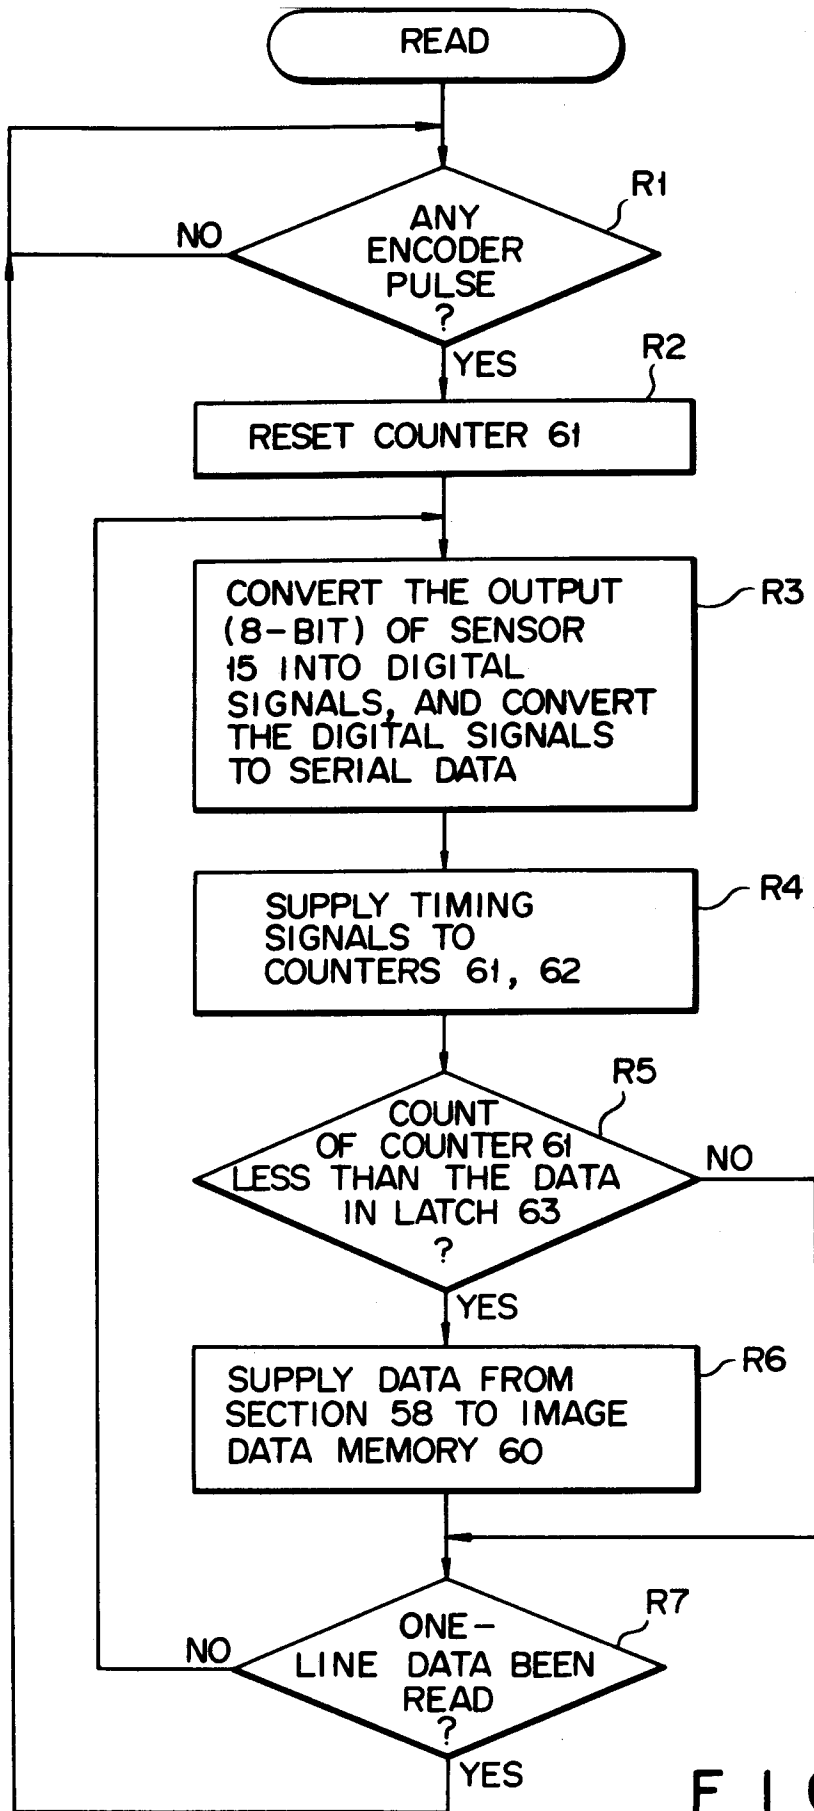 READ
R1
ANY
ENCODER
PULSE
?
NO
YES
R2
RESET COUNTER 61
R3
CONVERT THE OUTPUT
(8-BIT) OF SENSOR
15 INTO DIGITAL
SIGNALS, AND CONVERT
THE DIGITAL SIGNALS
TO SERIAL DATA
R4
SUPPLY TIMING
SIGNALS TO
COUNTERS 61, 62
R5
COUNT
OF COUNTER 61
LESS THAN THE DATA
IN LATCH 63
?
NO
YES
R6
SUPPLY DATA FROM
SECTION 58 TO IMAGE
DATA MEMORY 60
R7
ONE-
LINE DATA BEEN
READ
?
NO
YES